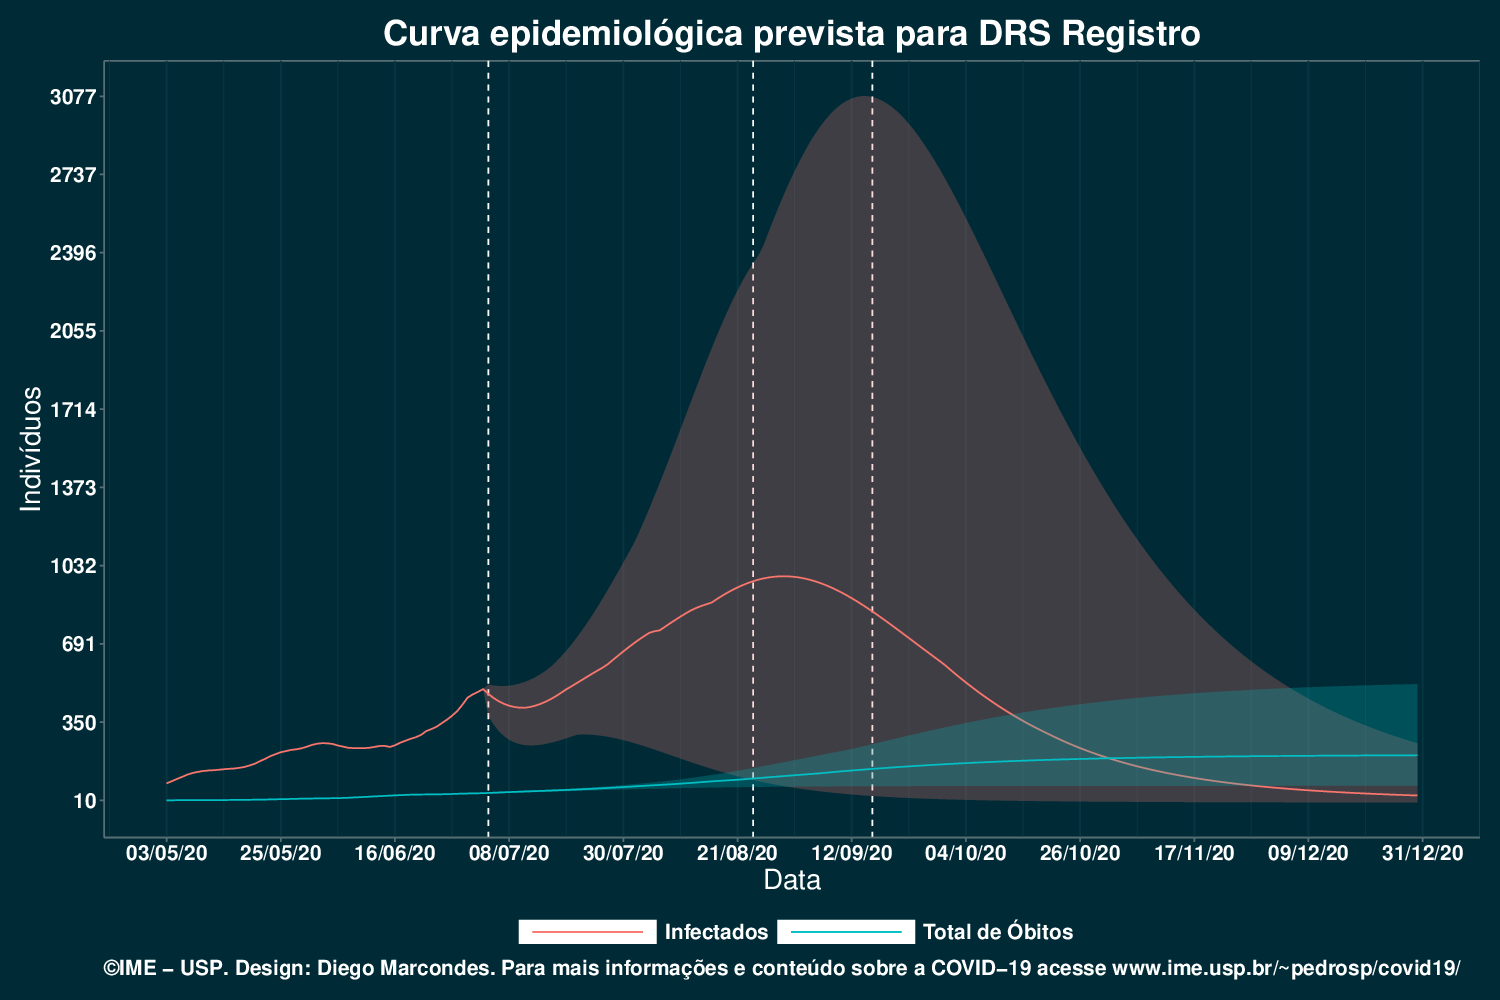 Curva epidemiológica prevista para DRS Registro
3077
2737
2396
2055
1714
1373
1032
691
350
10
Indivíduos
03/05/20 25/05/20 16/06/20 08/07/20 30/07/20 21/08/20 12/09/20 04/10/20 26/10/20 17/11/20 09/12/20 31/12/20
Data
Infectados Total de Óbitos
©IME − USP. Design: Diego Marcondes. Para mais informações e conteúdo sobre a COVID−19 acesse www.ime.usp.br/~pedrosp/covid19/